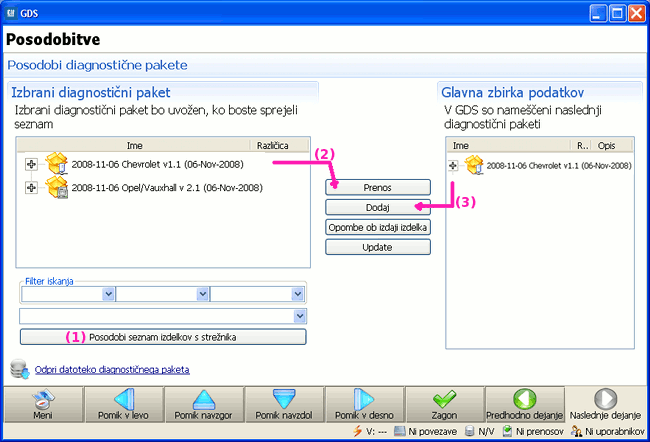 GDS
Posodobitve
Posodobi diagnostične pakete
Izbrani diagnostični paket
Izbrani diagnostični paket bo uvožen, ko boste sprejeli
seznam
Ime Različica
2008-11-06 Chevrolet v1.1 (06-Nov-2008)
2008-11-06 Opel/Vauxhall v 2.1 (06-Nov-2008)
(2)
Prenos
Dodaj
Opombe ob izdaji izdelka
Update
(3)
Glavna zbirka podatkov
V GDS so nameščeni naslednji
diagnostični paketi
Ime R.. Opis
2008-11-06 Chevrolet v1.1 (06-Nov-2008)
Filter iskanja
(1) Posodobi seznam izdelkov s strežnika
Odpri datoteko diagnostičnega paketa
Meni Pomik v levo Pomik navzgor Pomik navzdol Pomik v desno Zagon Predhodno dejanje Naslednje dejanje
V: --- Ni povezave N/V Ni prenosov Ni uporabnikov